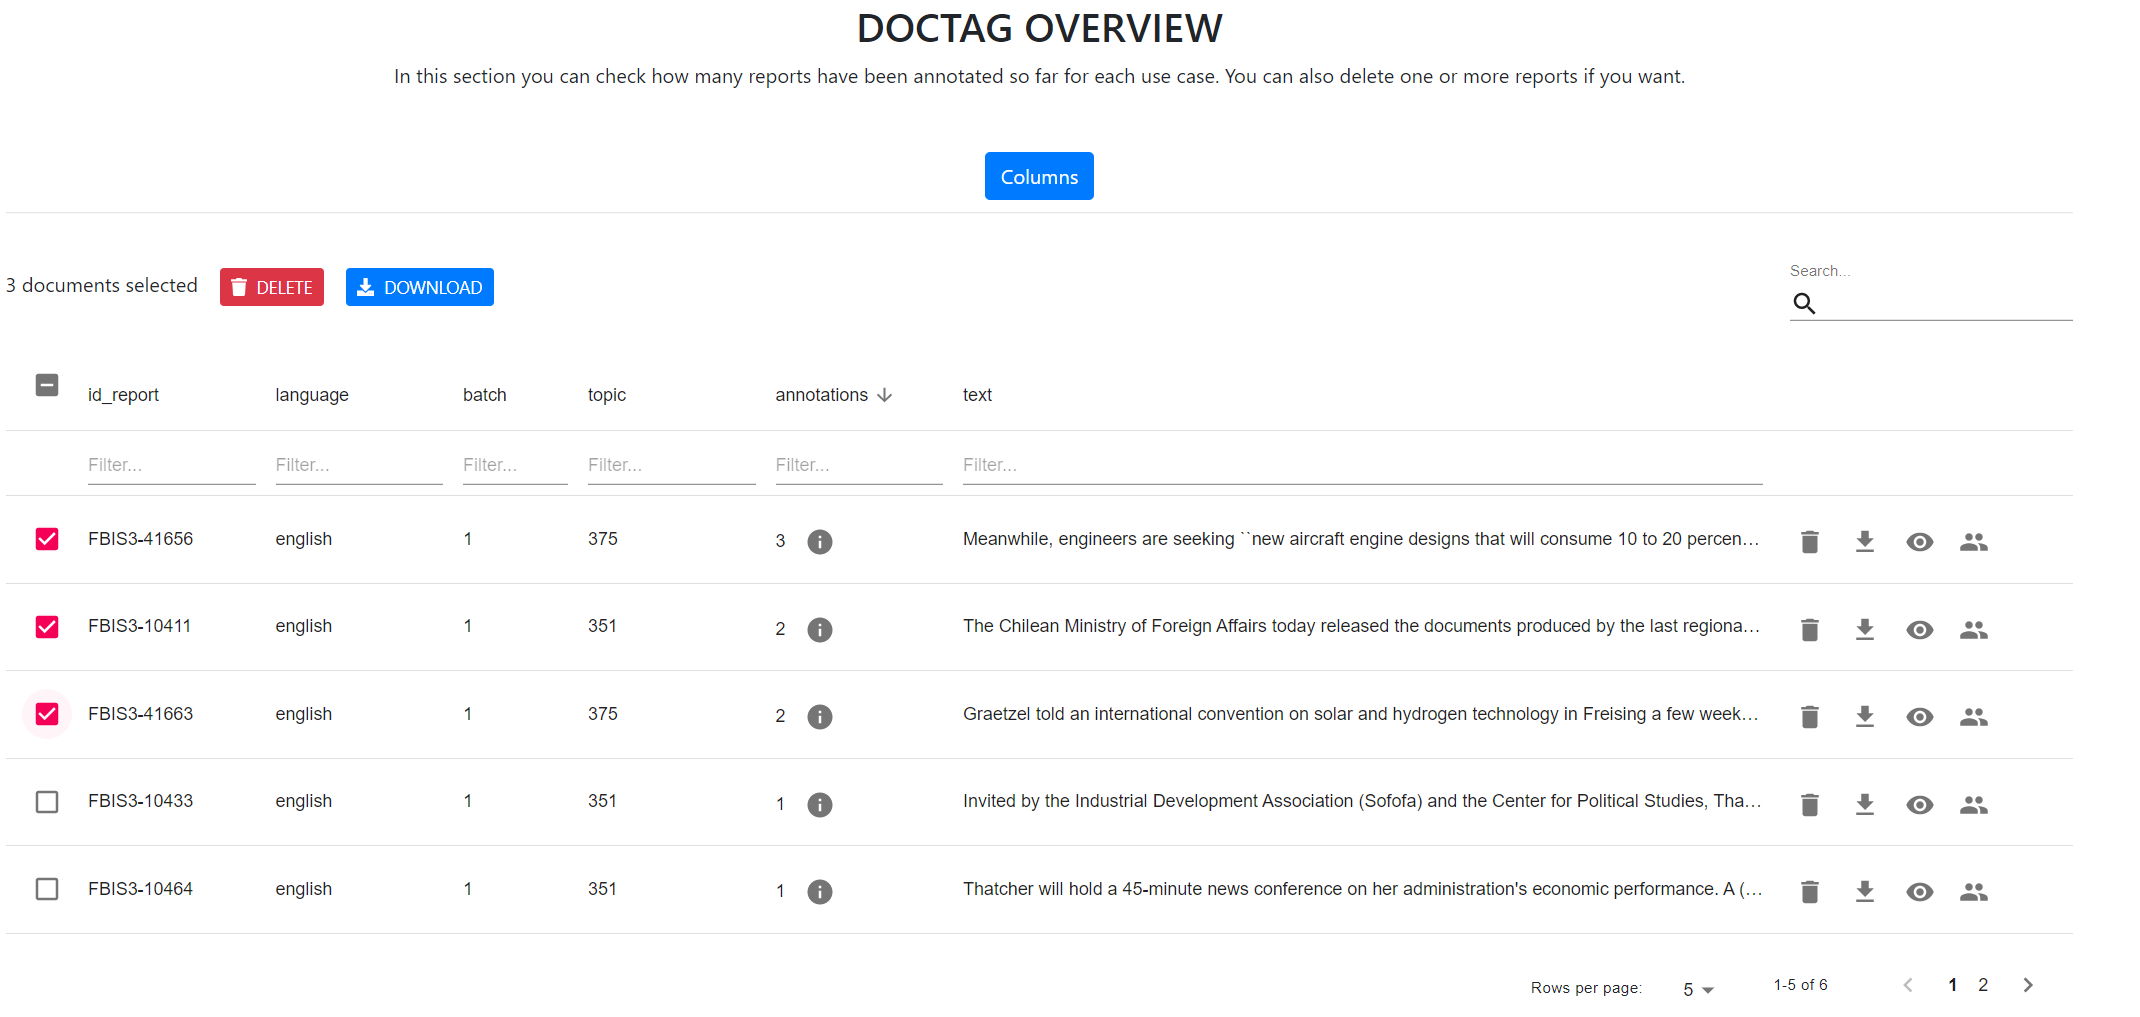 DOCTAG OVERVIEW
In this section you can check how many reports have been annotated so far for each use case. You can also delete one or more reports if you want.
Columns
3 documents selected DELETE DOWNLOAD
Search...
id_report language batch topic annotations text
Filter... Filter... Filter... Filter... Filter... Filter...
FBIS3-41656 english 1 375 3 Meanwhile, engineers are seeking ``new aircraft engine designs that will consume 10 to 20 percen...
FBIS3-10411 english 1 351 2 The Chilean Ministry of Foreign Affairs today released the documents produced by the last regiona...
FBIS3-41663 english 1 375 2 Graetzel told an international convention on solar and hydrogen technology in Freising a few week...
FBIS3-10433 english 1 351 1 Invited by the Industrial Development Association (Sofofa) and the Center for Political Studies, Tha...
FBIS3-10464 english 1 351 1 Thatcher will hold a 45-minute news conference on her administration's economic performance. A (...
Rows per page: 5 1-5 of 6 1 2